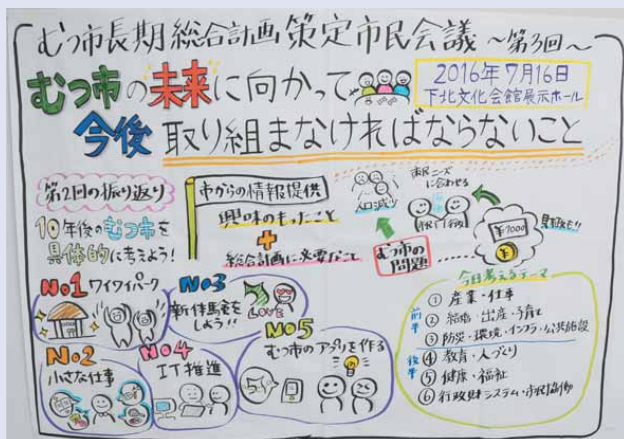 むつ市長期総合計画策定市民会議 ～第3回～
むつ市の未来に向かって
今後 取り組まなければならないこと
2016年7月16日
下北文化会館展示ホール
第2回の振り返り
10年後のむつ市を
具体的に考えよう！
No1 ワイワイパーク
No2
小さな仕事
No3
新体験を
しよう！！
LOVE
No4
IT推進
No5
むつ市のアプリを作る
市からの情報提供
興味のもったこと
＋
総合計画に必要なこと
人口減少
市民ニーズ
に合わせる
市民 行政
むつ市の
問題
¥1000
¥
財政も!!
今日考えるテーマ
前半
① 産業・仕事
② 結婚・出産・子育て
③ 防災・環境・インフラ・公共施設
後半
④ 教育・人づくり
⑤ 健康・福祉
⑥ 行政財システム・市民協働